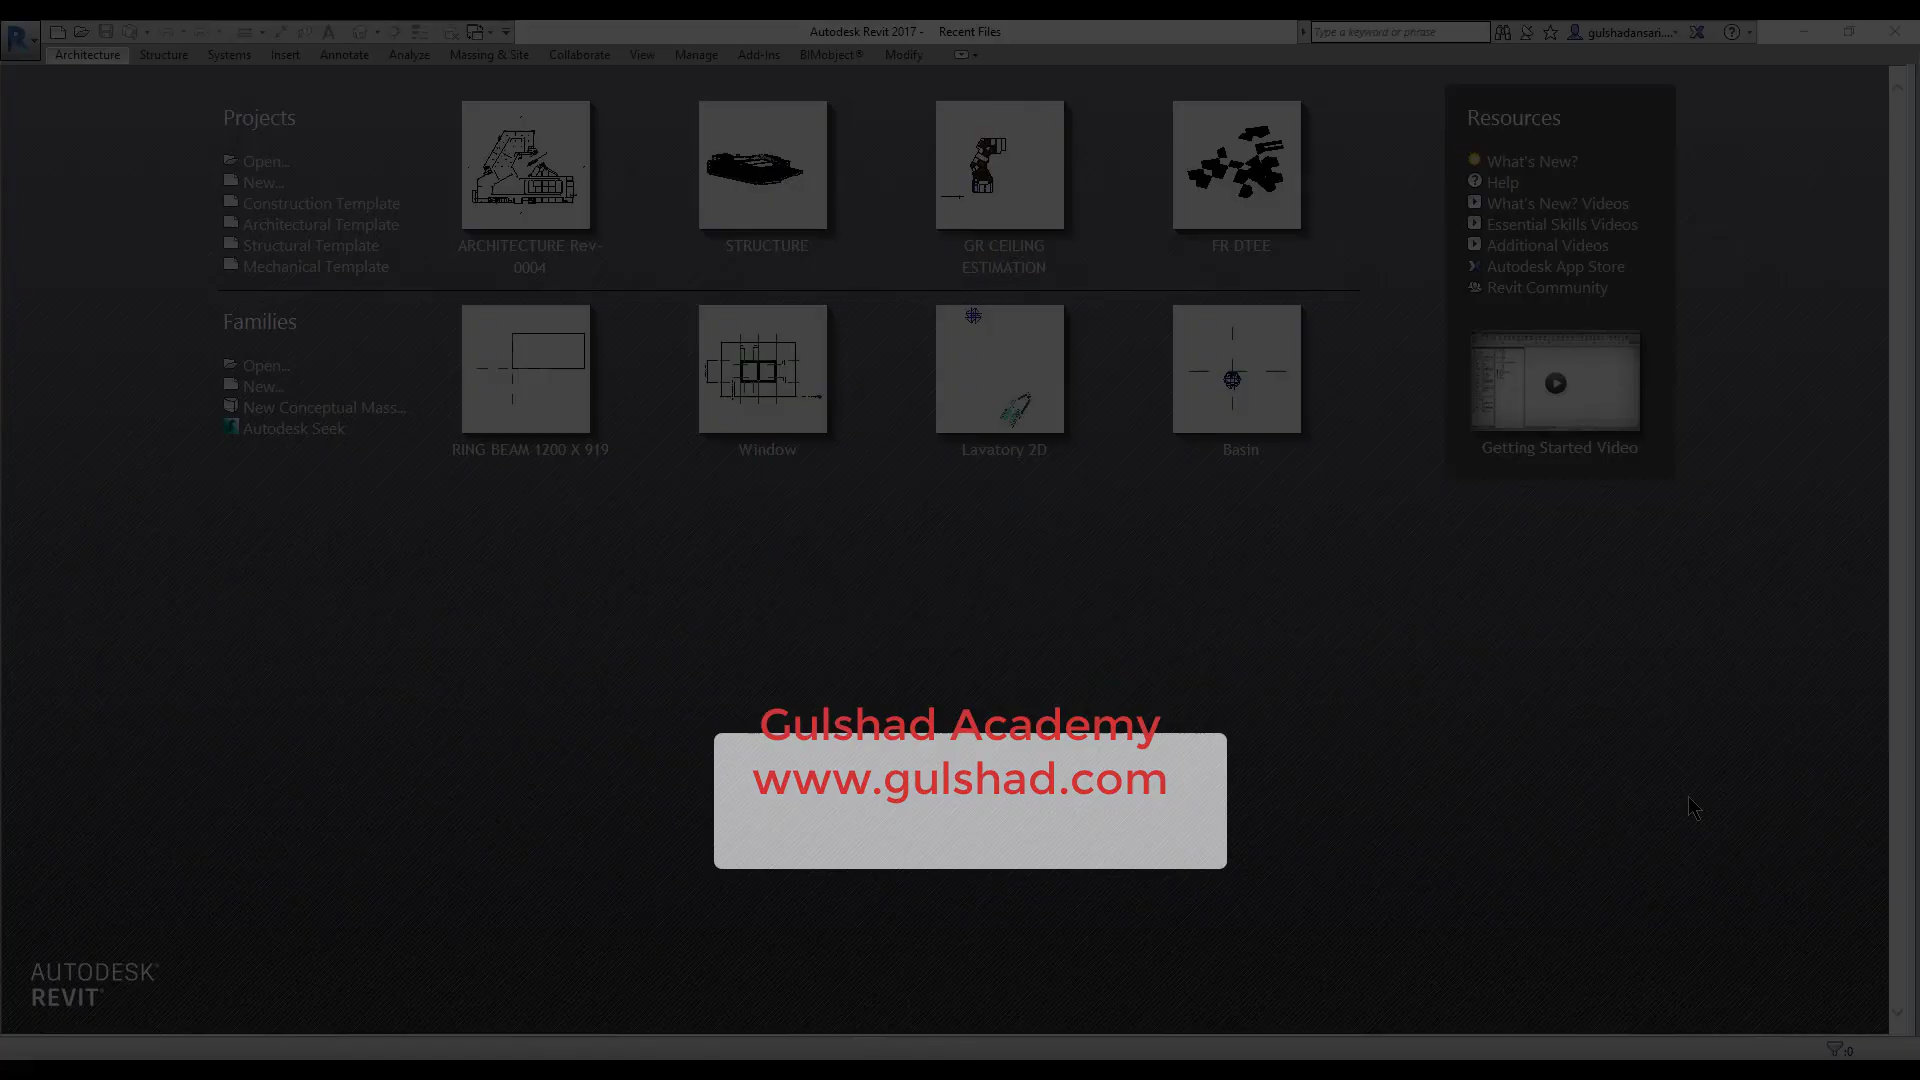 Autodesk Revit 2017 - Recent Files
Type a keyword or phrase
gulshadansari....
Architecture Structure Systems Insert Annotate Analyze Massing & Site Collaborate View Manage Add-Ins BIMobject® Modify
Projects
Open...
New...
Construction Template
Architectural Template
Structural Template
Mechanical Template
ARCHITECTURE Rev-
0004
STRUCTURE
GR CEILING
ESTIMATION
FR DTEE
Families
Open...
New...
New Conceptual Mass...
Autodesk Seek
RING BEAM 1200 X 919
Window
Lavatory 2D
Basin
Resources
What's New?
Help
What's New? Videos
Essential Skills Videos
Additional Videos
Autodesk App Store
Revit Community
Getting Started Video
Gulshad Academy
www.gulshad.com
AUTODESK®
REVIT®
:0